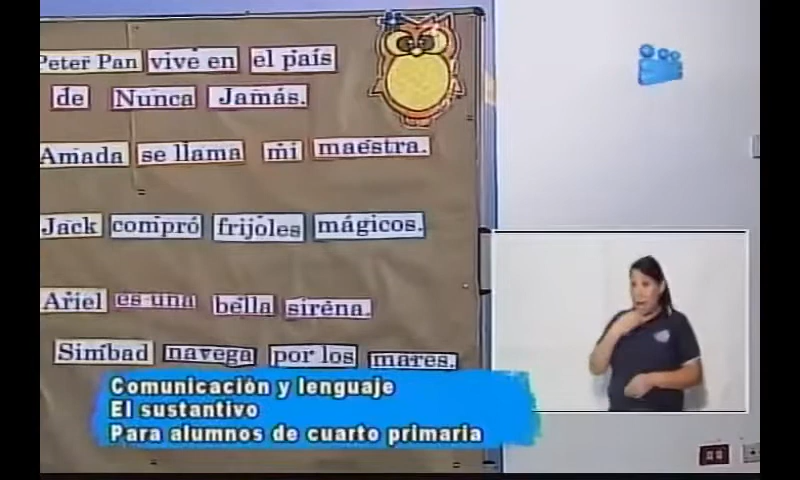 Peter Pan vive en el país
de Nunca Jamás.
Amada se llama mi maestra.
Jack compró frijoles mágicos.
Ariel es una bella sirena.
Simbad navega por los mares.
Comunicación y lenguaje
El sustantivo
Para alumnos de cuarto primaria